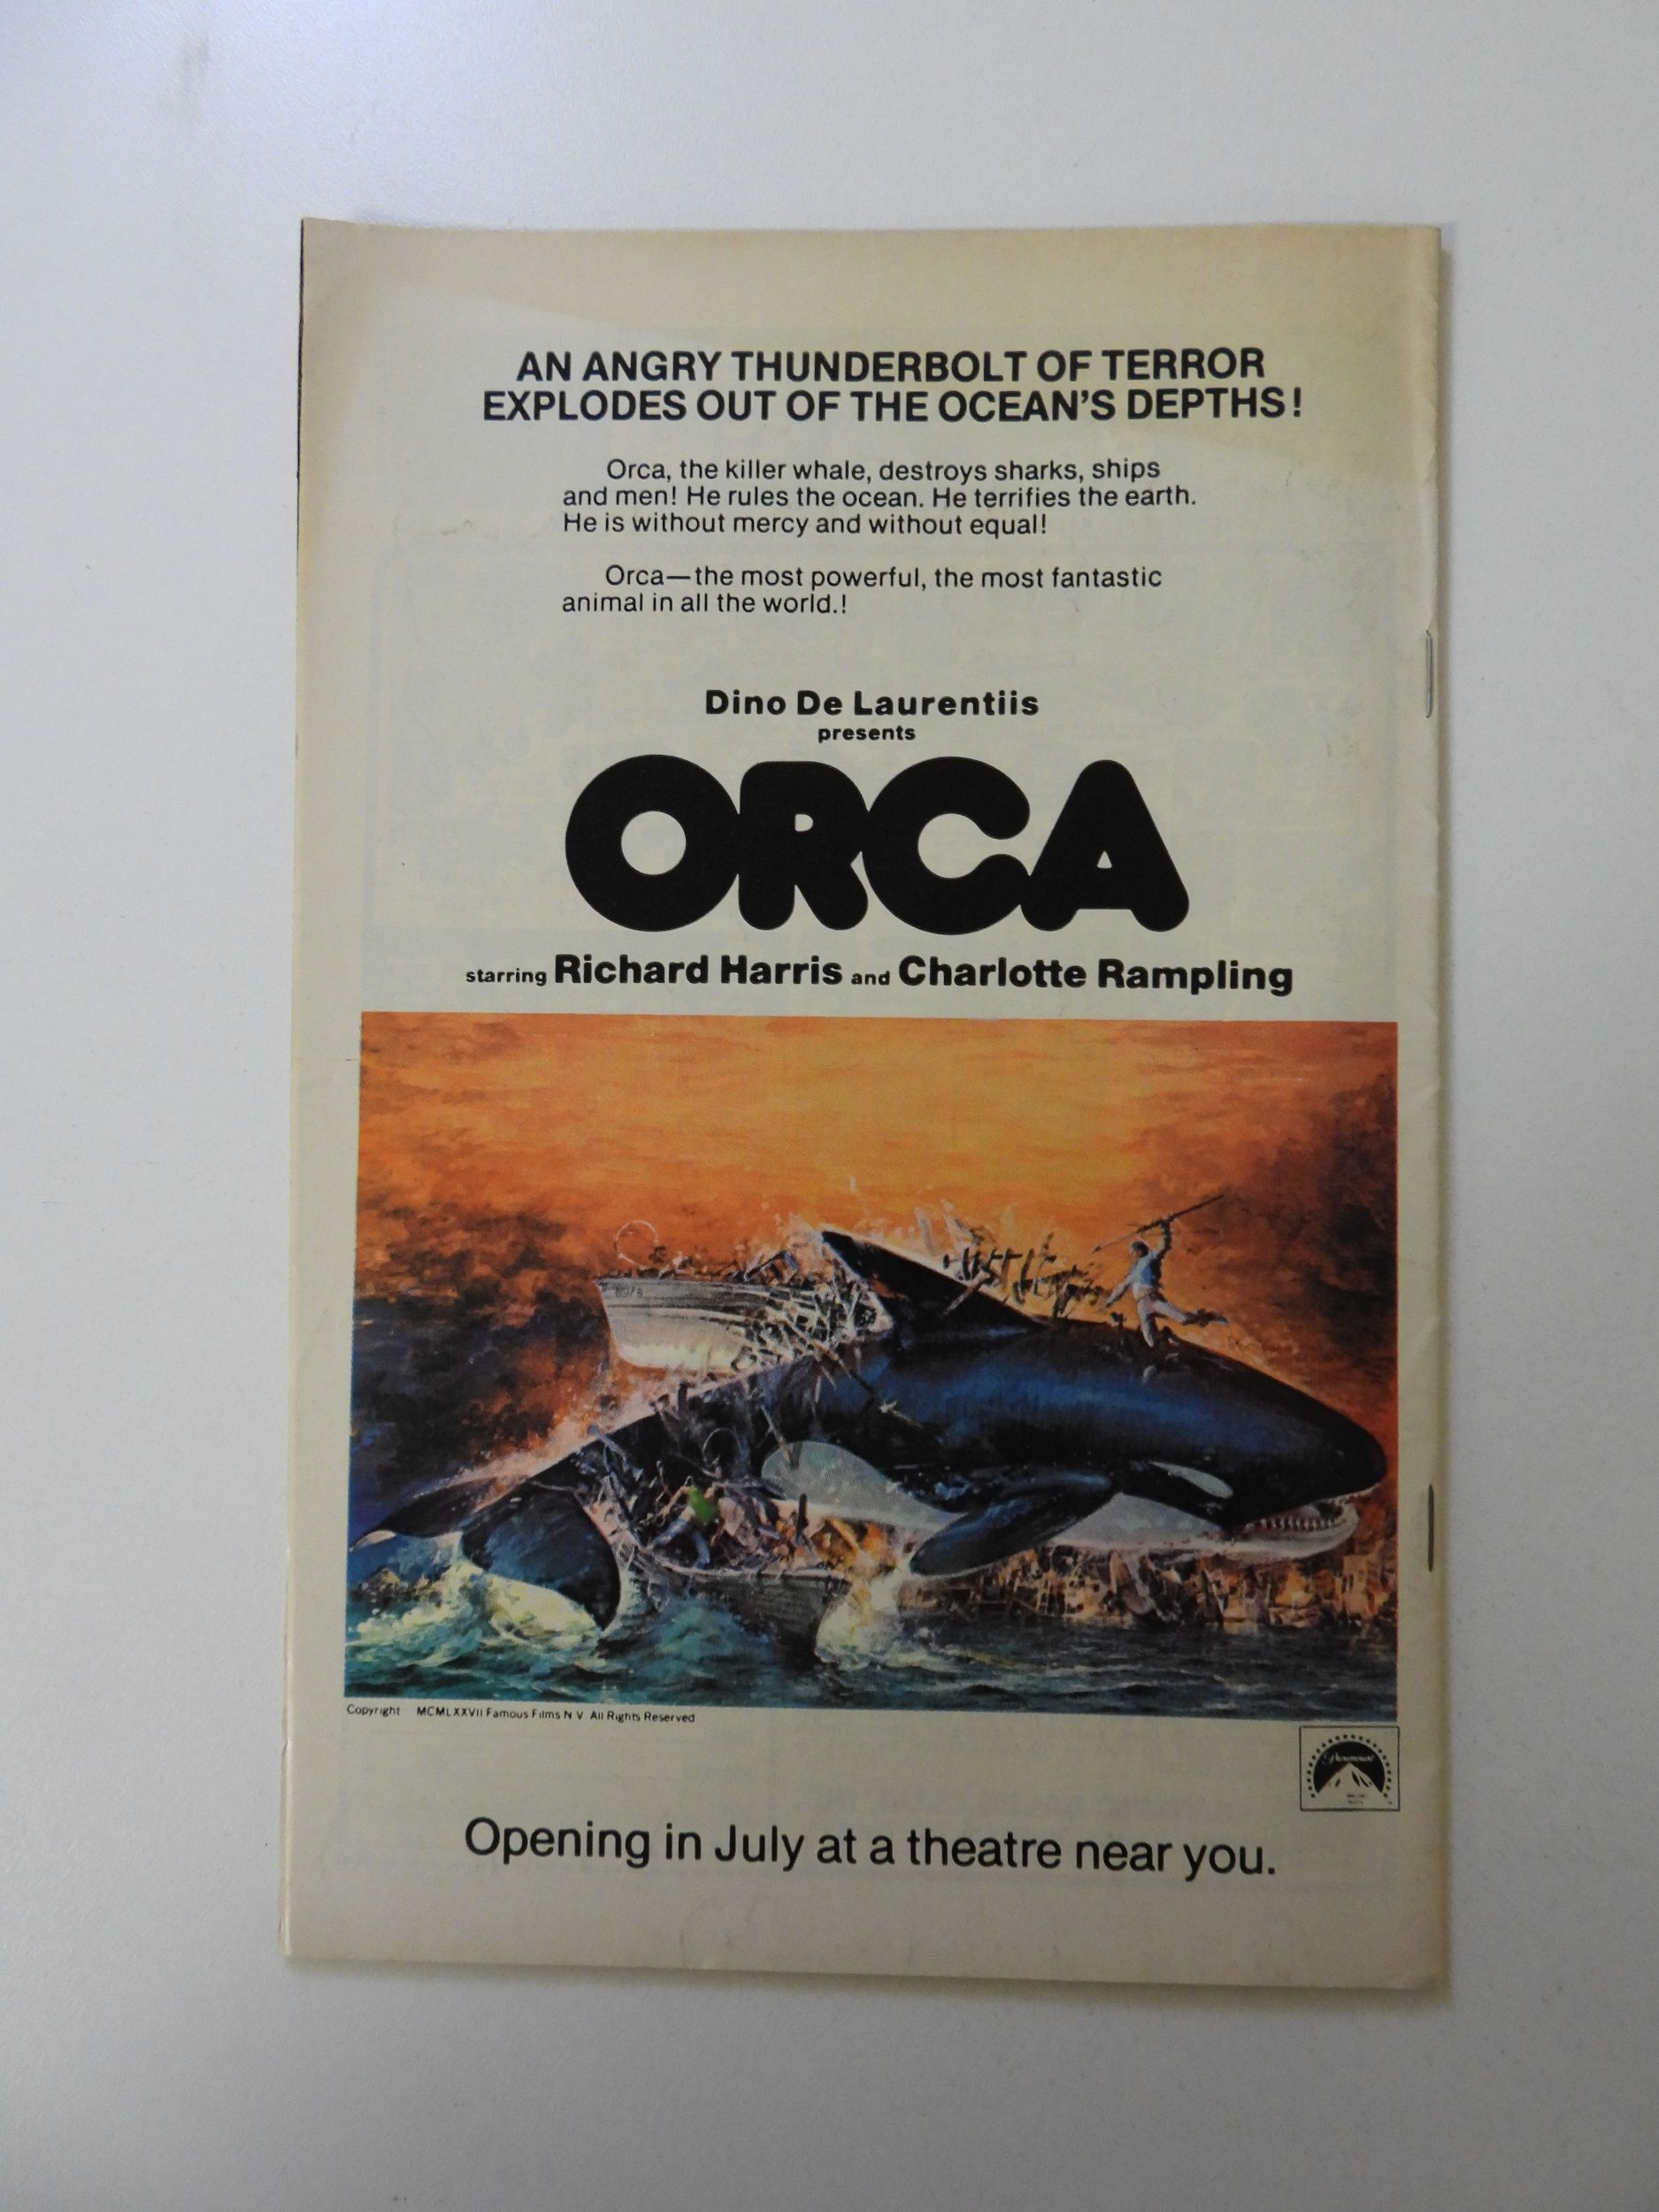 AN ANGRY THUNDERBOLT OF TERROR
EXPLODES OUT OF THE OCEAN'S DEPTHS!
Orca, the killer whale, destroys sharks, ships
and men! He rules the ocean. He terrifies the earth.
He is without mercy and without equal!
Orca—the most powerful, the most fantastic
animal in all the world.!
Dino De Laurentiis
presents
ORCA
starring Richard Harris and Charlotte Rampling
Copyright MCMLXXVII Famous Films N V All Rights Reserved
Paramount
Opening in July at a theatre near you.